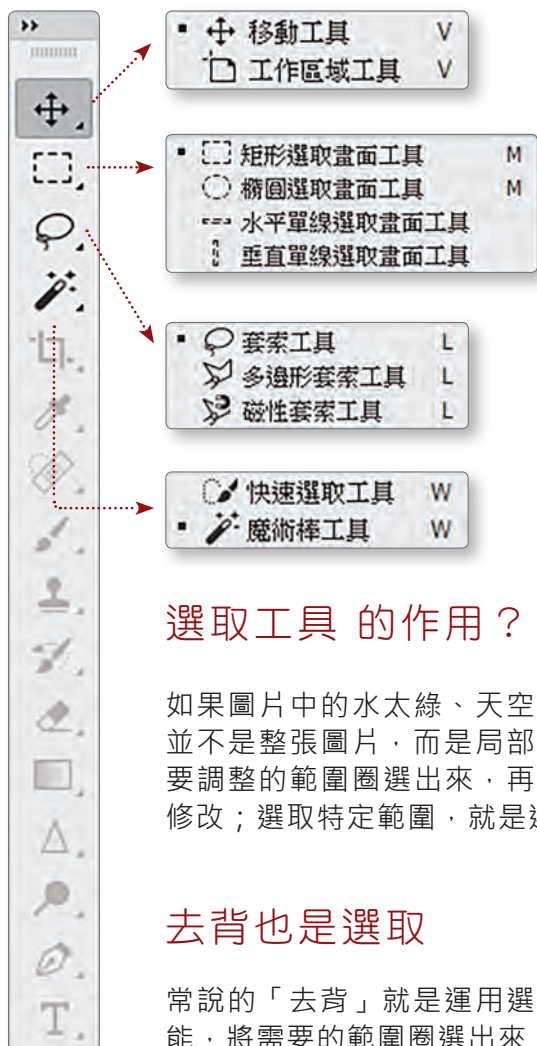 移動工具 V
工作區域工具 V
矩形選取畫面工具 M
橢圓選取畫面工具 M
水平單線選取畫面工具
垂直單線選取畫面工具
套索工具 L
多邊形套索工具 L
磁性套索工具 L
快速選取工具 W
魔術棒工具 W
選取工具 的作用?
如果圖片中的水太綠、天空
並不是整張圖片,而是局部
要調整的範圍圈選出來,再
修改;選取特定範圍,就是
去背也是選取
常說的「去背」就是運用選
能,將需要的範圍圈選出來